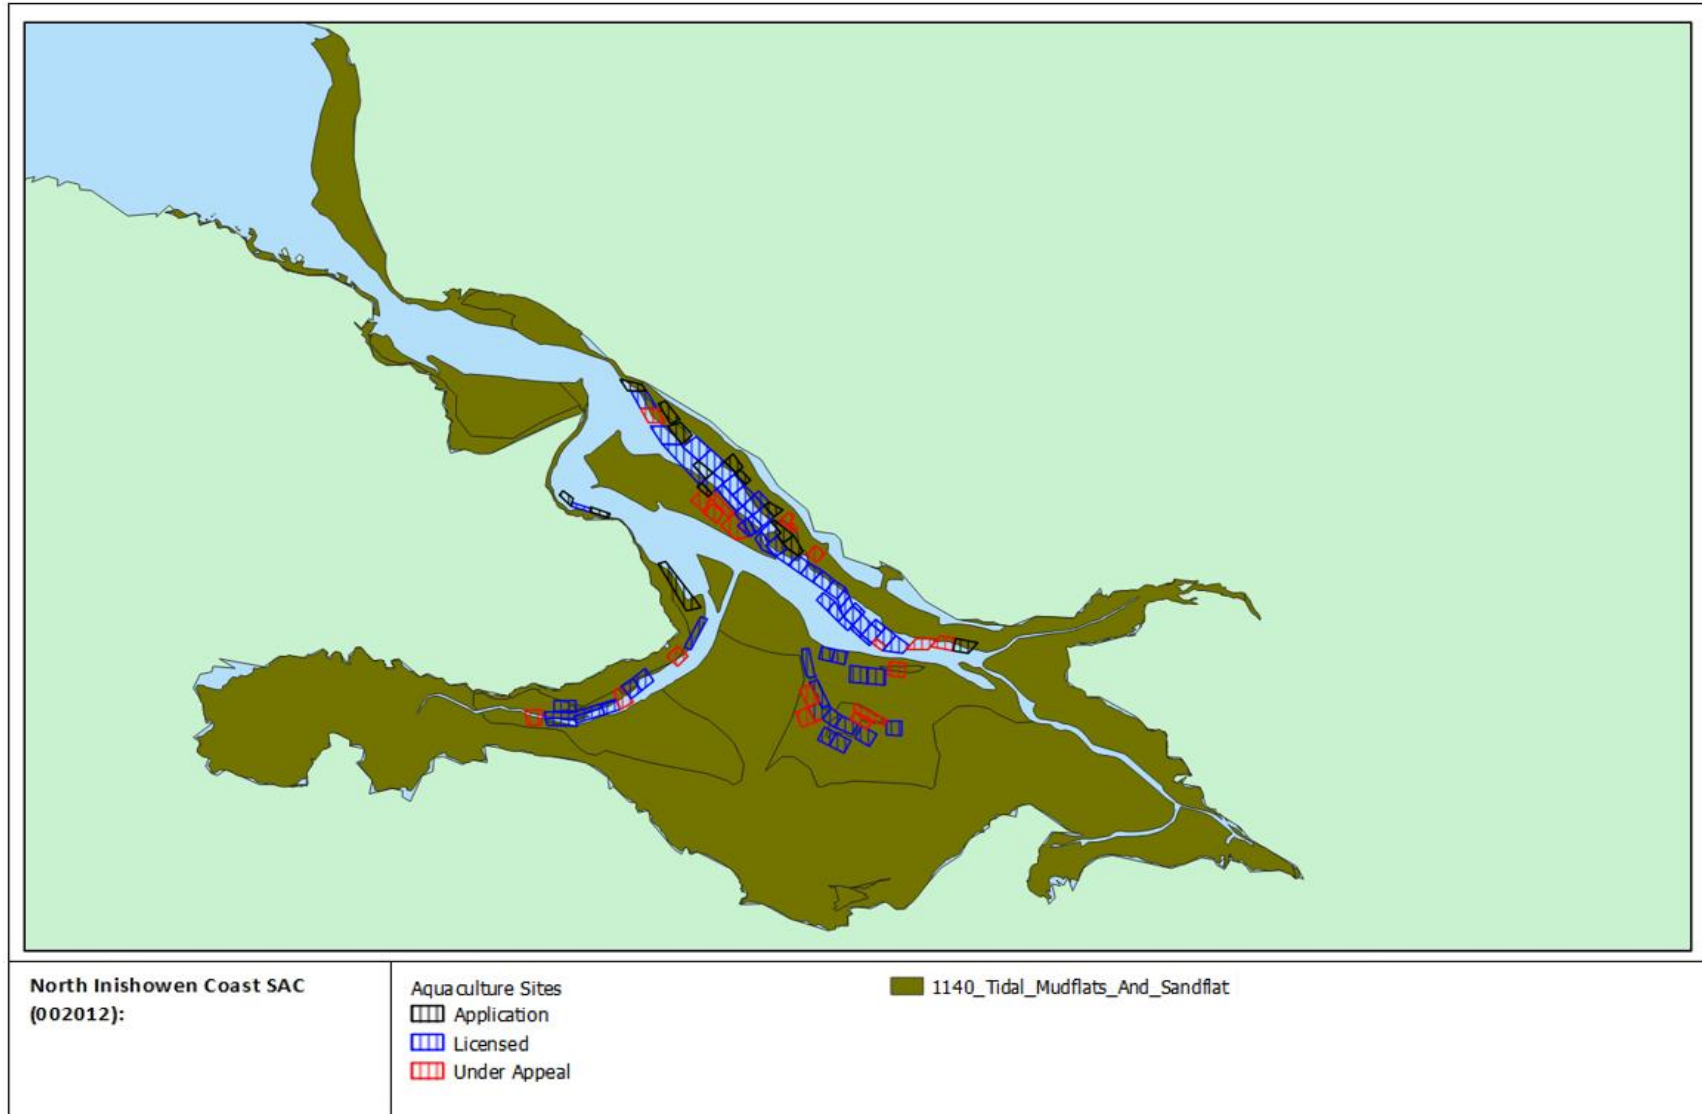 North Inishowen Coast SAC
(002012):
Aquaculture Sites
Application
Licensed
Under Appeal
1140_Tidal_Mudflats_And_Sandflat